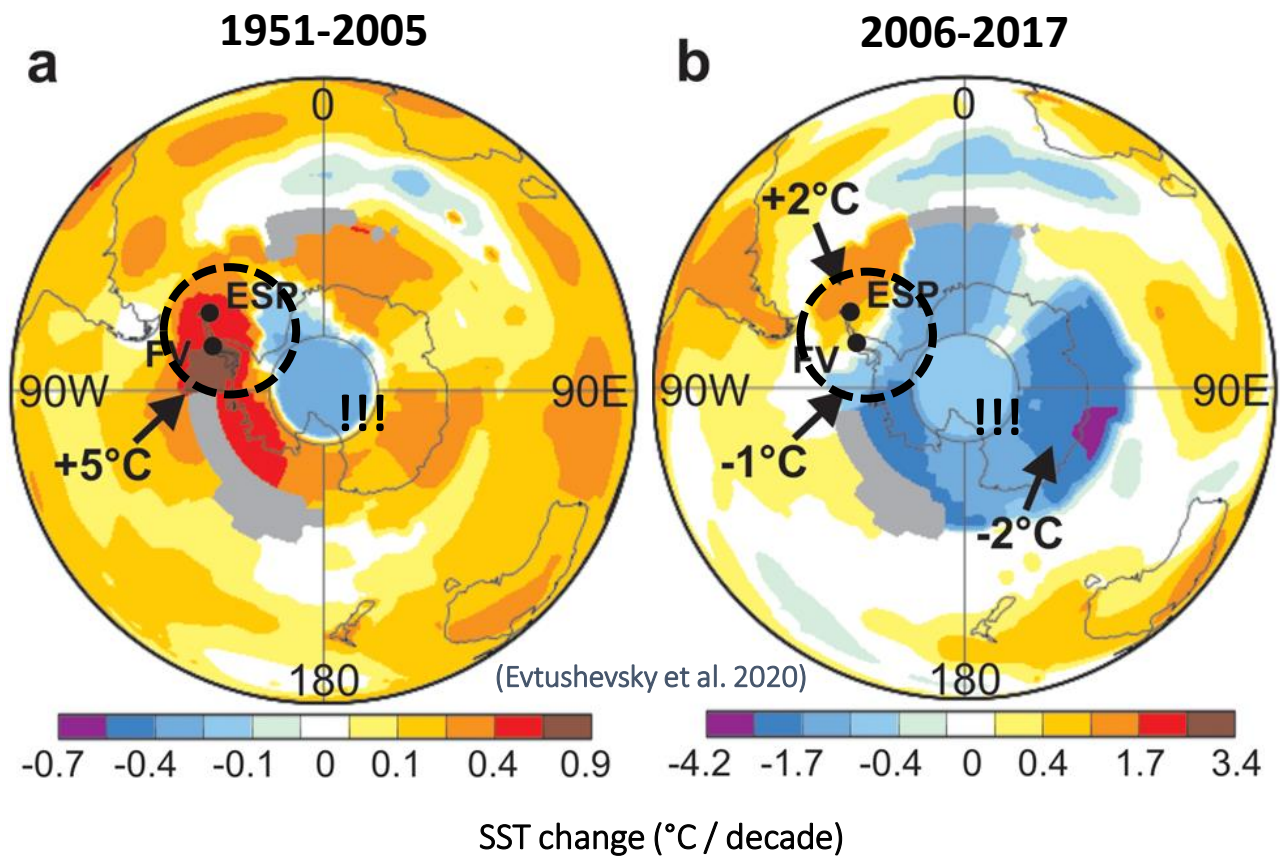 1951-2005
2006-2017
a
b
0
0
+2°C
ESP
ESP
FV
FV
90W
90E
90W
90E
!!!
!!!
+5°C
-1°C
-2°C
180
(Evtushevsky et al. 2020)
180
-0.7 -0.4 -0.1 0 0.1 0.4 0.9
-4.2 -1.7 -0.4 0 0.4 1.7 3.4
SST change (°C / decade)